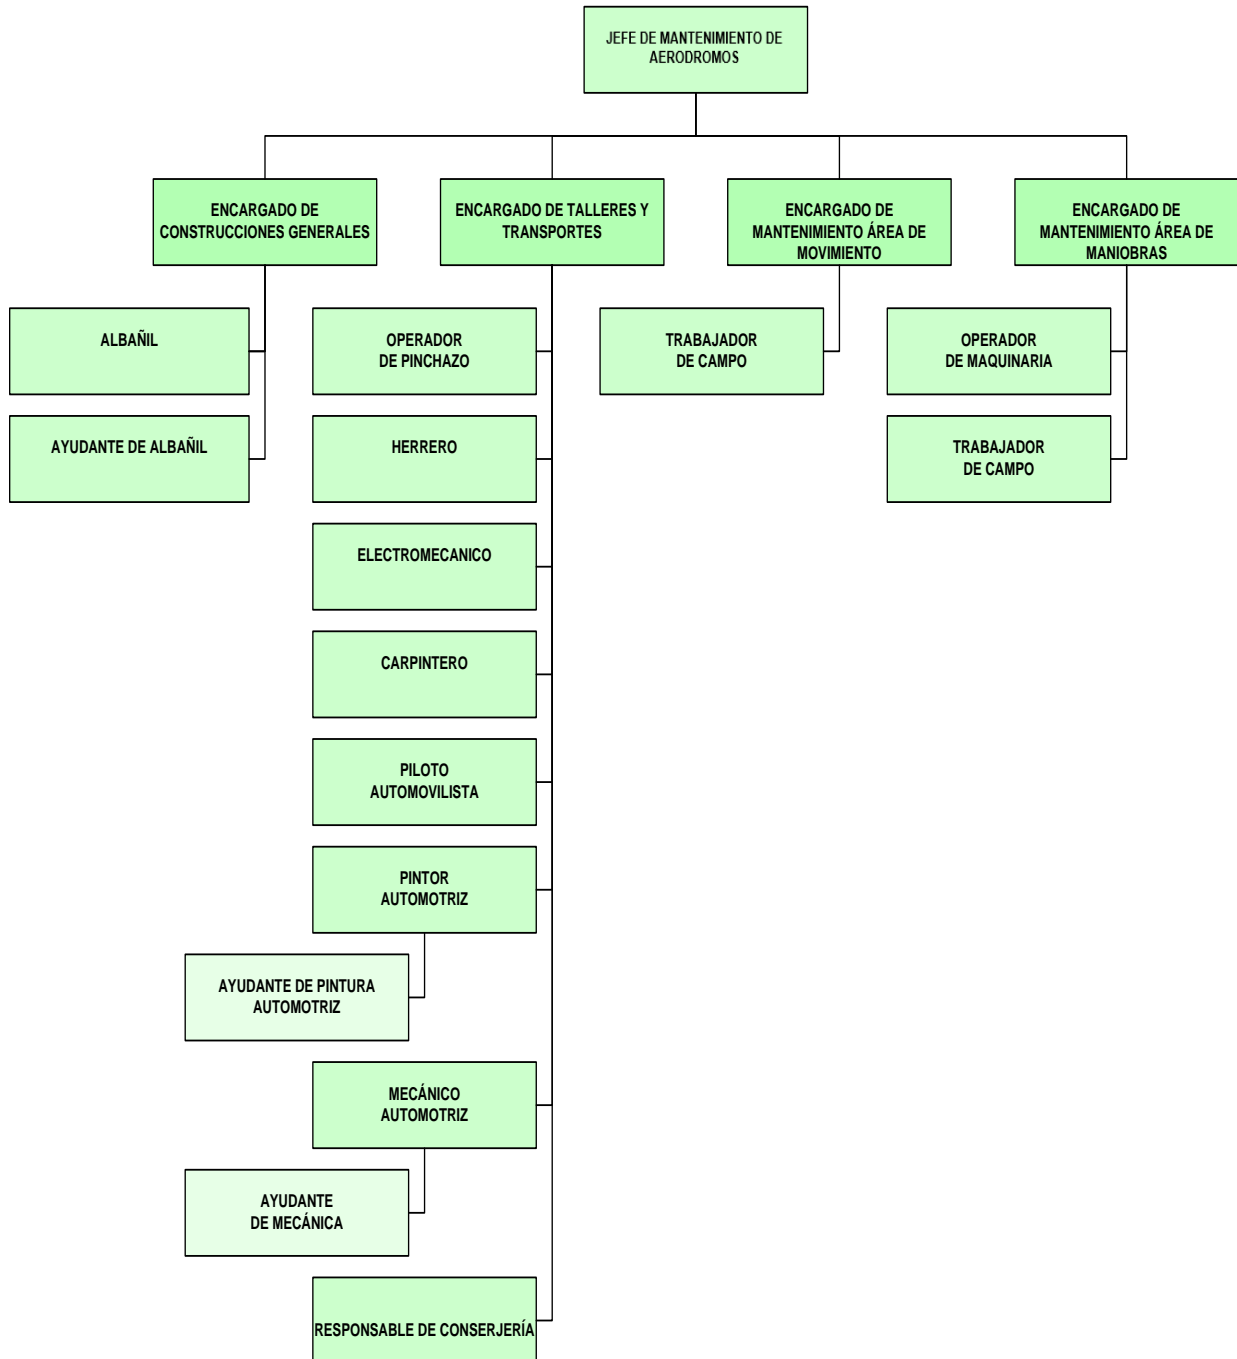 JEFE DE MANTENIMIENTO DE
AERODROMOS
ENCARGADO DE
CONSTRUCCIONES GENERALES
ENCARGADO DE TALLERES Y
TRANSPORTES
ENCARGADO DE
MANTENIMIENTO ÁREA DE
MOVIMIENTO
ENCARGADO DE
MANTENIMIENTO ÁREA DE
MANIOBRAS
ALBAÑIL
OPERADOR
DE PINCHAZO
TRABAJADOR
DE CAMPO
OPERADOR
DE MAQUINARIA
AYUDANTE DE ALBAÑIL
HERRERO
TRABAJADOR
DE CAMPO
ELECTROMECANICO
CARPINTERO
PILOTO
AUTOMOVILISTA
PINTOR
AUTOMOTRIZ
AYUDANTE DE PINTURA
AUTOMOTRIZ
MECÁNICO
AUTOMOTRIZ
AYUDANTE
DE MECÁNICA
RESPONSABLE DE CONSERJERÍA